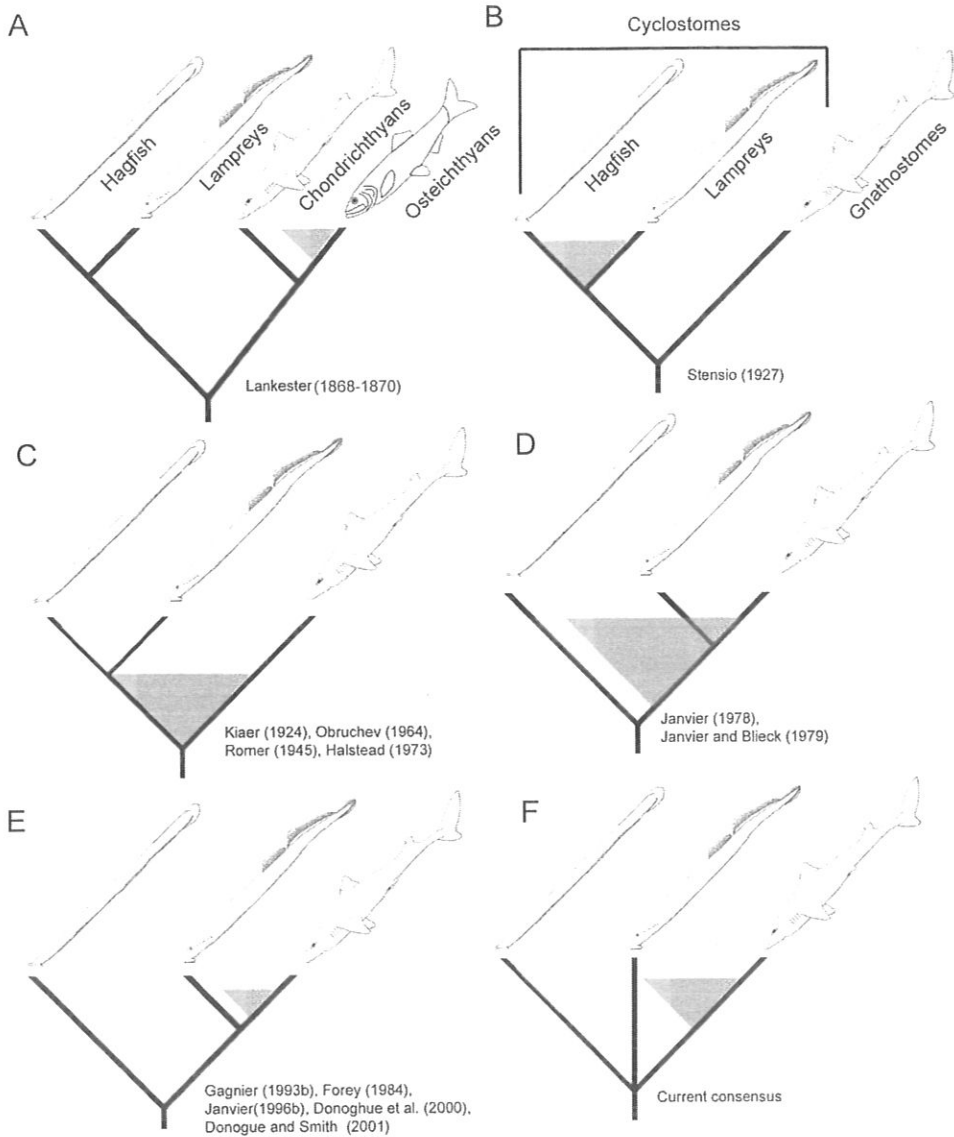 A
Hagfish
Lampreys
Chondrichthyans
Osteichthyans
Lankester (1868-1870)
B
Cyclostomes
Hagfish
Lampreys
Gnathostomes
Stensio (1927)
C
Kiaer (1924), Obruchev (1964),
Romer (1945), Halstead (1973)
D
Janvier (1978),
Janvier and Blieck (1979)
E
Gagnier (1993b), Forey (1984),
Janvier(1996b), Donoghue et al. (2000),
Donogue and Smith (2001)
F
Current consensus